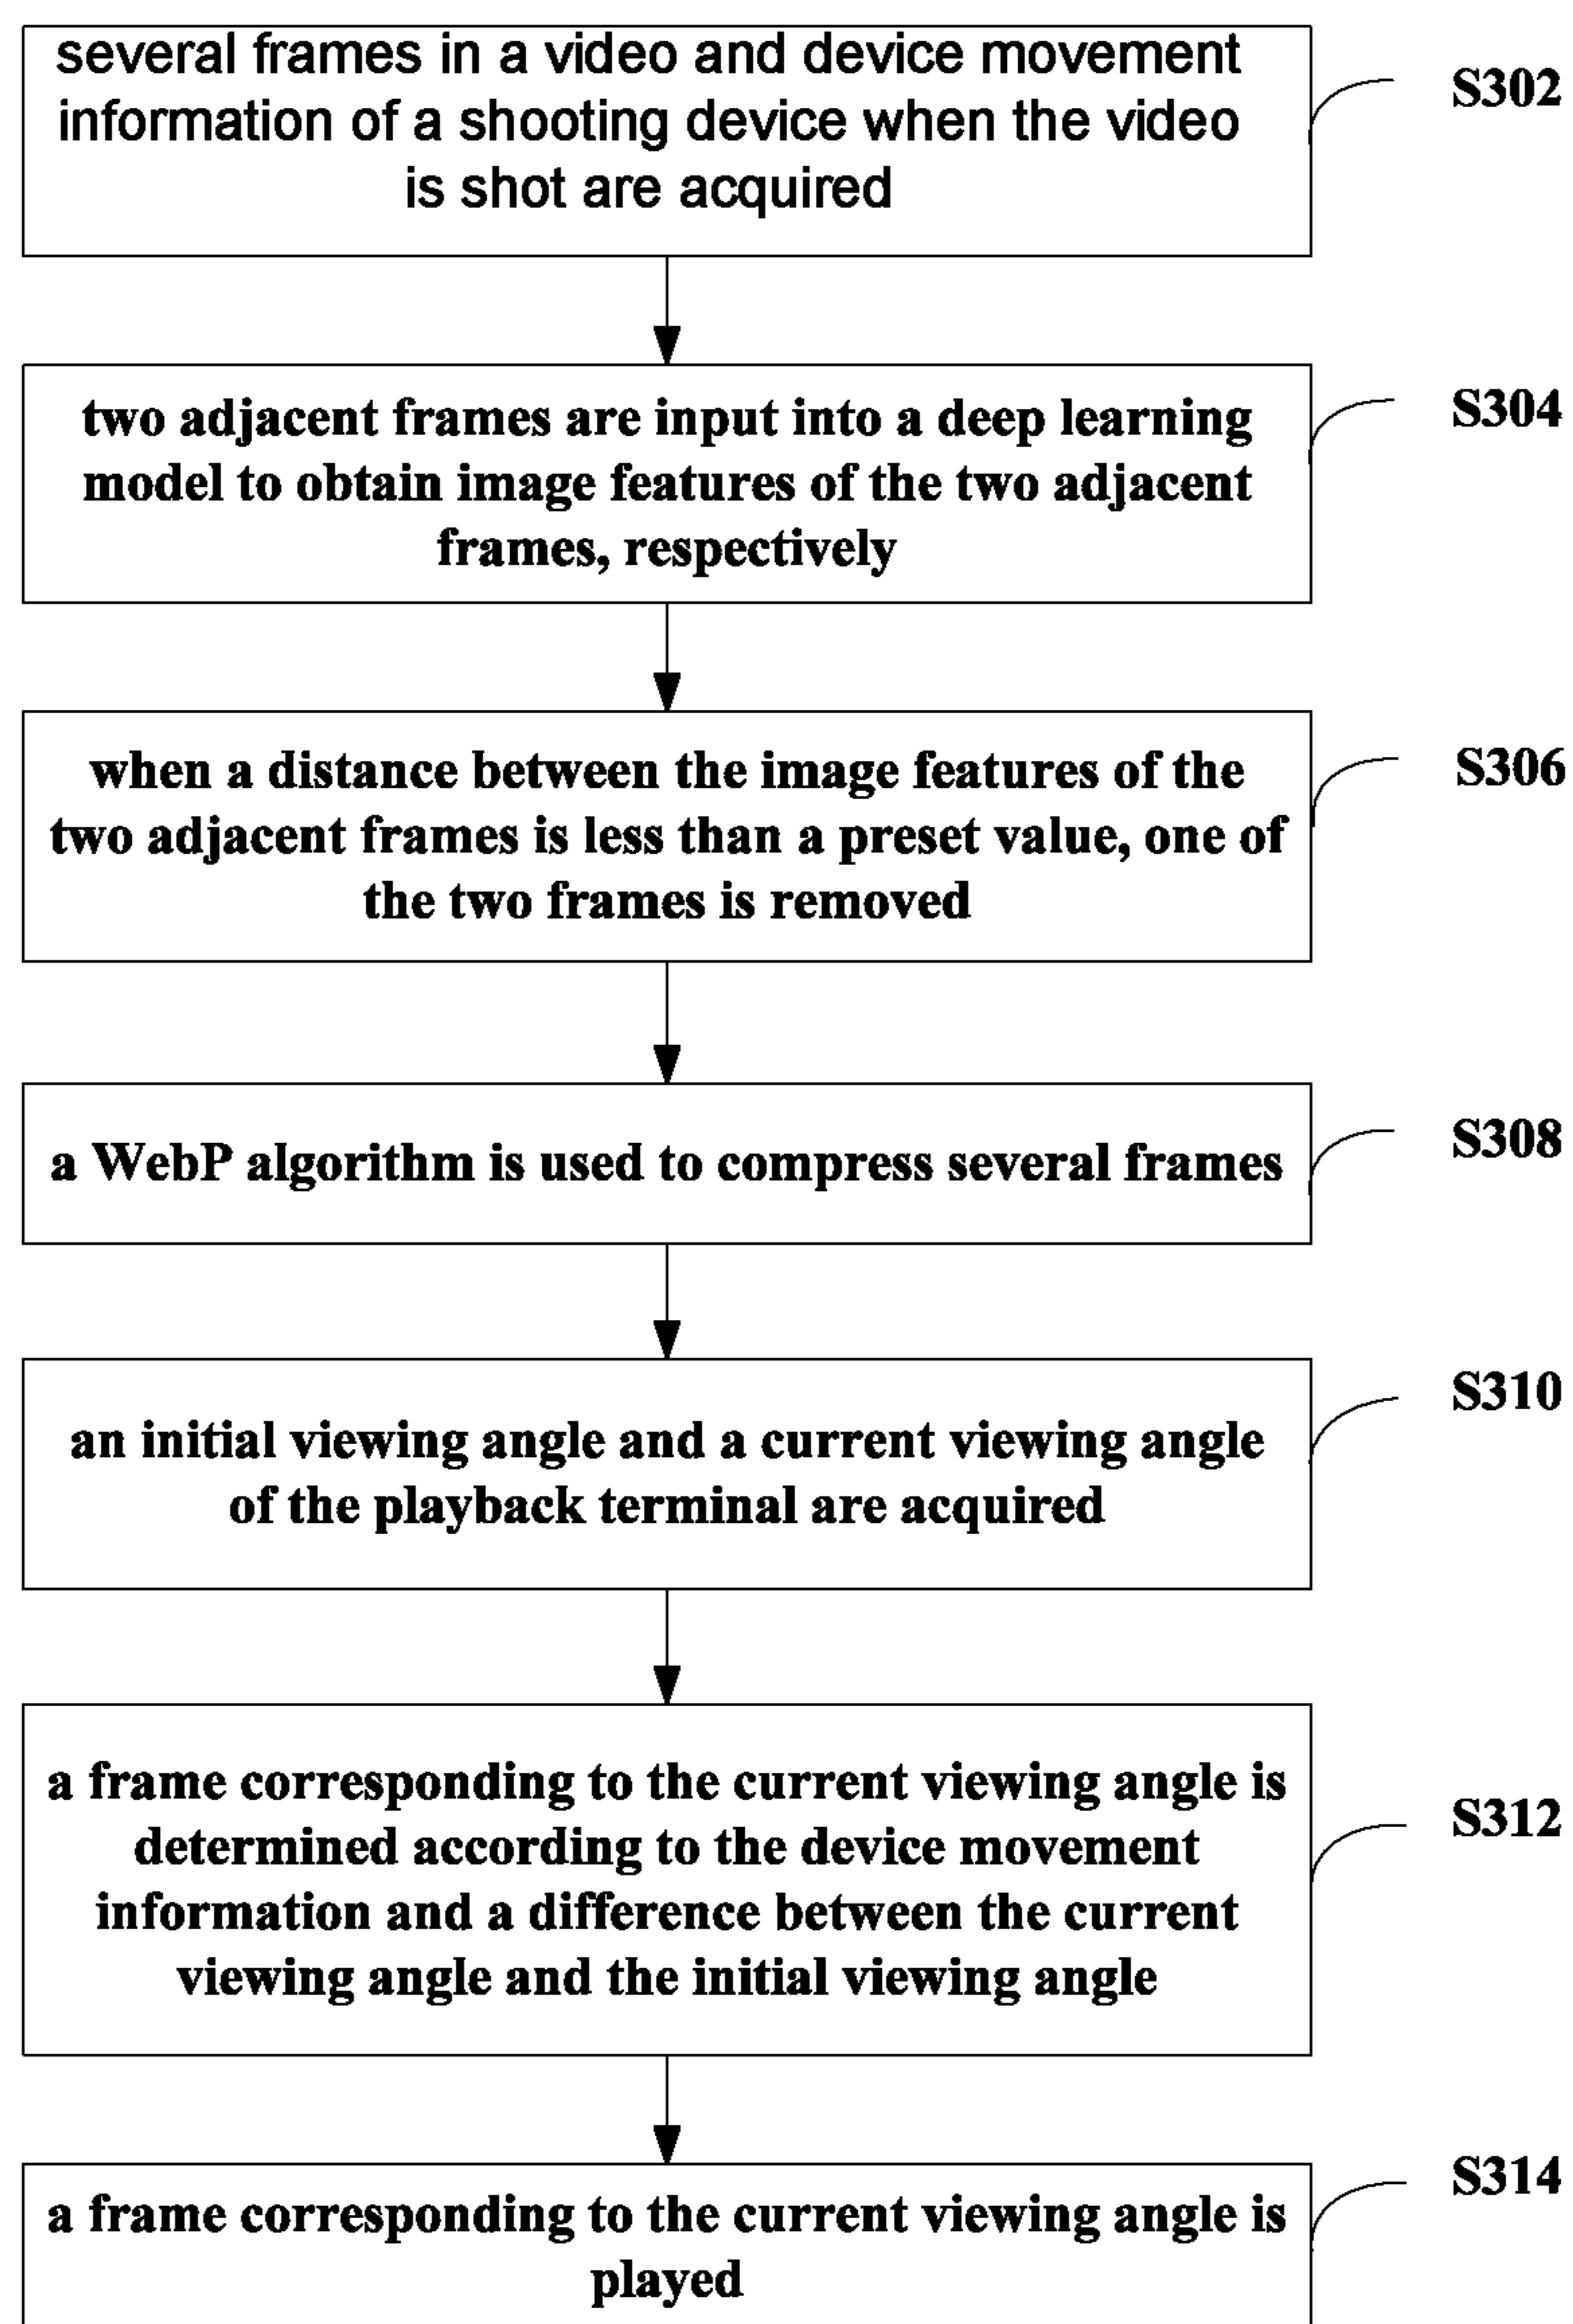 several frames in a video and device movement
information of a shooting device when the video
is shot are acquired
S302
two adjacent frames are input into a deep learning
model to obtain image features of the two adjacent
frames, respectively
S304
when a distance between the image features of the
two adjacent frames is less than a preset value, one of
the two frames is removed
S306
a WebP algorithm is used to compress several frames
S308
an initial viewing angle and a current viewing angle
of the playback terminal are acquired
S310
a frame corresponding to the current viewing angle is
determined according to the device movement
information and a difference between the current
viewing angle and the initial viewing angle
S312
a frame corresponding to the current viewing angle is
played
S314